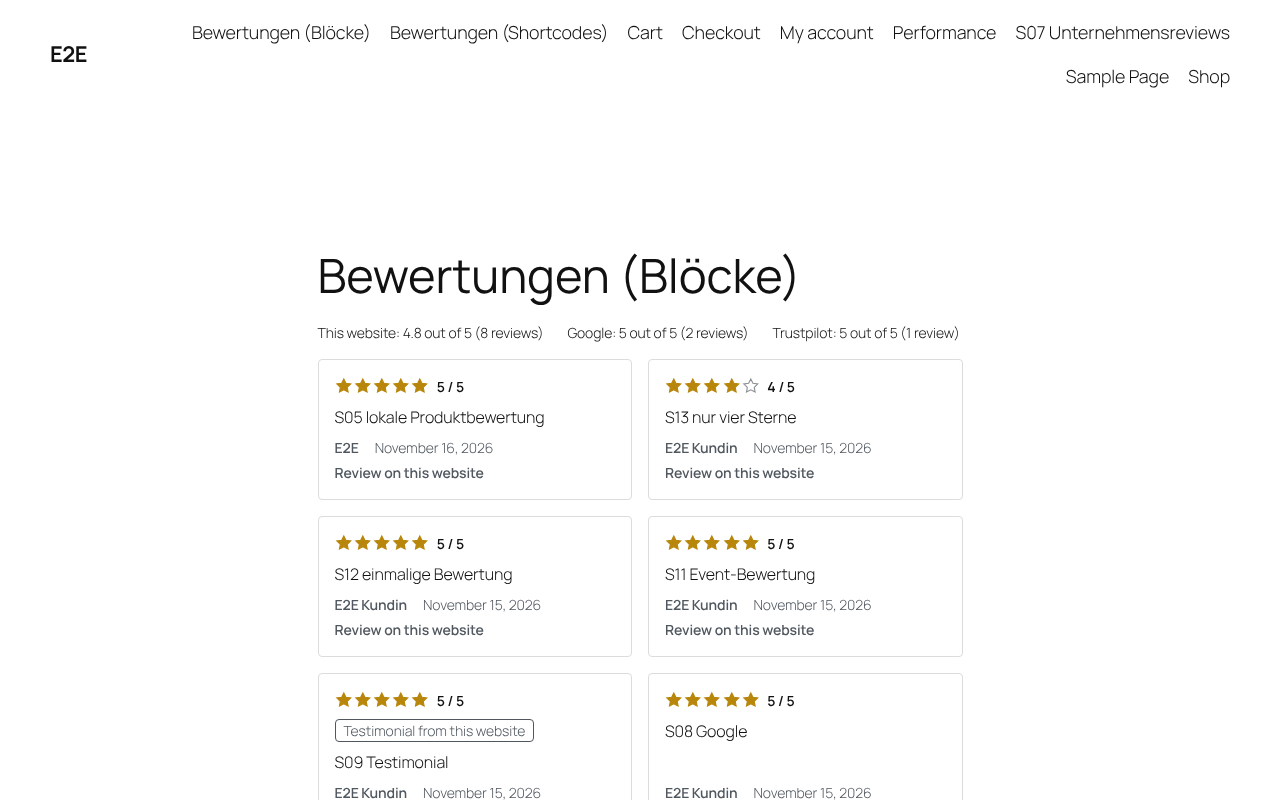 E2E
Bewertungen (Blöcke) Bewertungen (Shortcodes) Cart Checkout My account Performance S07 Unternehmensreviews
Sample Page Shop
Bewertungen (Blöcke)
This website: 4.8 out of 5 (8 reviews) Google: 5 out of 5 (2 reviews) Trustpilot: 5 out of 5 (1 review)
5 / 5
S05 lokale Produktbewertung
E2E November 16, 2026
Review on this website
4 / 5
S13 nur vier Sterne
E2E Kundin November 15, 2026
Review on this website
5 / 5
S12 einmalige Bewertung
E2E Kundin November 15, 2026
Review on this website
5 / 5
S11 Event-Bewertung
E2E Kundin November 15, 2026
Review on this website
5 / 5
Testimonial from this website
S09 Testimonial
E2E Kundin November 15, 2026
5 / 5
S08 Google
E2E Kundin November 15, 2026